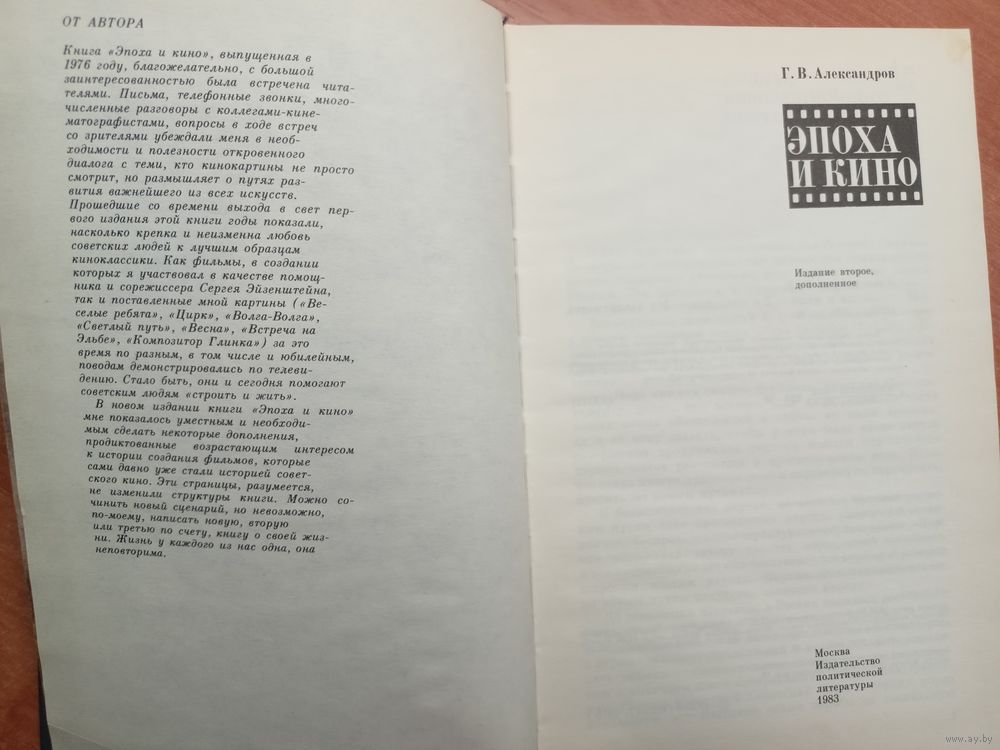 ОТ АВТОРА
Книга «Эпоха и кино», выпущенная в
1976 году, благожелательно, с большой
заинтересованностью была встречена чита-
телями. Письма, телефонные звонки, много-
численные разговоры с коллегами-кине-
матографистами, вопросы в ходе встреч
со зрителями убеждали меня в необ-
ходимости и полезности откровенного
диалога с теми, кто кинокартины не просто
смотрит, но размышляет о путях раз-
вития важнейшего из всех искусств.
Прошедшие со времени выхода в свет пер-
вого издания этой книги годы показали,
насколько крепка и неизменна любовь
советских людей к лучшим образцам
киноклассики. Как фильмы, в создании
которых я участвовал в качестве помощ-
ника и сорежиссера Сергея Эйзенштейна,
так и поставленные мной картины («Ве-
селые ребята», «Цирк», «Волга-Волга»,
«Светлый путь», «Весна», «Встреча на
Эльбе», «Композитор Глинка») за это
время по разным, в том числе и юбилейным,
поводам демонстрировались по телеви-
дению. Стало быть, они и сегодня помогают
советским людям «строить и жить».
В новом издании книги «Эпоха и кино»
мне показалось уместным и необходи-
мым сделать некоторые дополнения,
продиктованные возрастающим интересом
к истории создания фильмов, которые
сами давно уже стали историей совет-
ского кино. Эти страницы, разумеется,
не изменили структуры книги. Можно со-
чинить новый сценарий, но невозможно,
по-моему, написать новую, вторую
или третью по счету, книгу о своей жиз-
ни. Жизнь у каждого из нас одна, она
неповторима.
Г. В. Александров
ЭПОХА
И КИНО
Издание второе,
дополненное
Москва
Издательство
политической
литературы
1983
www.ay.by